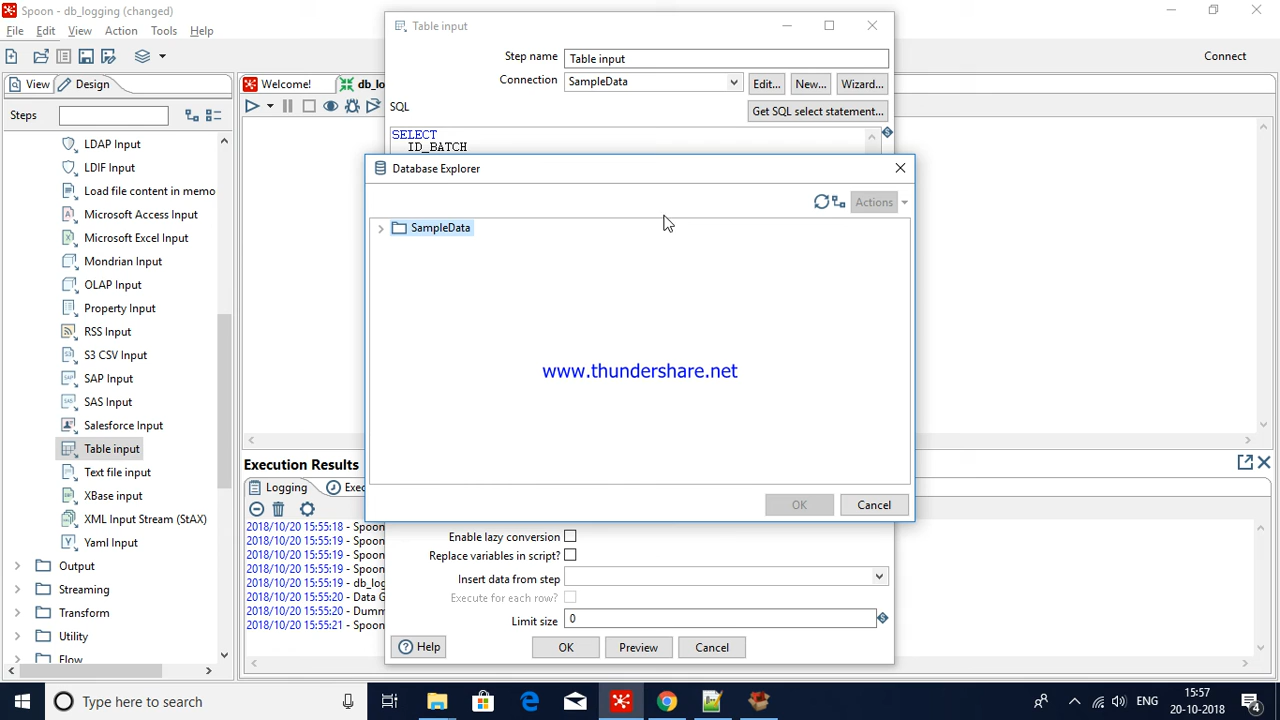 Spoon - db_logging (changed)
File Edit View Action Tools Help
Connect
View Design
Steps
LDAP Input
LDIF Input
Load file content in memo
Microsoft Access Input
Microsoft Excel Input
Mondrian Input
OLAP Input
Property Input
RSS Input
S3 CSV Input
SAP Input
SAS Input
Salesforce Input
Table input
Text file input
XBase input
XML Input Stream (StAX)
Yaml Input
Output
Streaming
Transform
Utility
Flow
Welcome! db_lo
Table input
Step name Table input
Connection SampleData Edit... New... Wizard...
SQL Get SQL select statement...
SELECT
ID_BATCH
Database Explorer
Actions
SampleData
www.thundershare.net
OK Cancel
Execution Results
Logging Exec
2018/10/20 15:55:18 - Spoon
2018/10/20 15:55:19 - Spoon
2018/10/20 15:55:19 - Spoon
2018/10/20 15:55:19 - Spoon
2018/10/20 15:55:19 - db_log
2018/10/20 15:55:20 - Data G
2018/10/20 15:55:20 - Dumm
2018/10/20 15:55:21 - Spoon
Enable lazy conversion
Replace variables in script?
Insert data from step
Execute for each row?
Limit size 0
Help OK Preview Cancel
Type here to search
ENG
15:57
20-10-2018
4